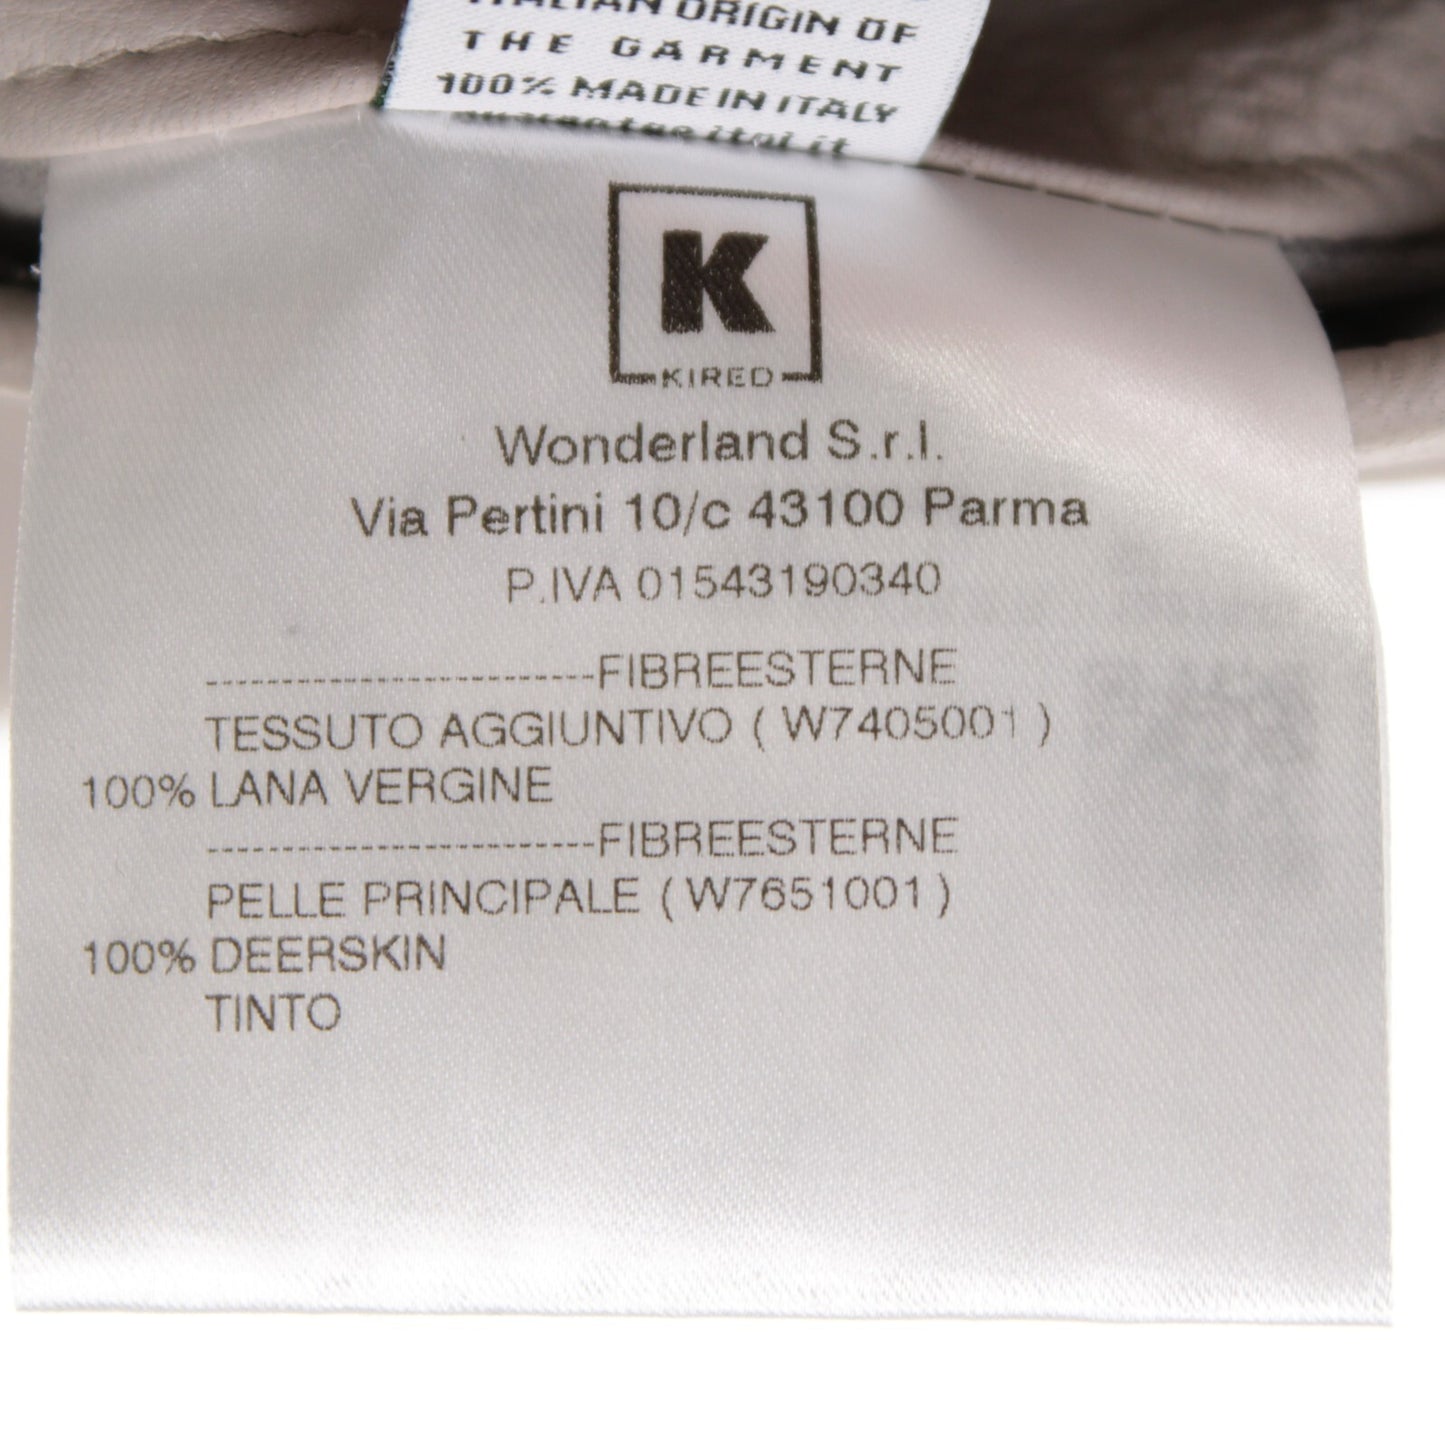 ITALIAN ORIGIN OF
THE GARMENT
100% MADE IN ITALY
K
KIRED
Wonderland S.r.l.
Via Pertini 10/c 43100 Parma
P.IVA 01543190340
-------------------------FIBREESTERNE
TESSUTO AGGIUNTIVO ( W7405001 )
100% LANA VERGINE
-------------------------FIBREESTERNE
PELLE PRINCIPALE ( W7651001 )
100% DEERSKIN
TINTO